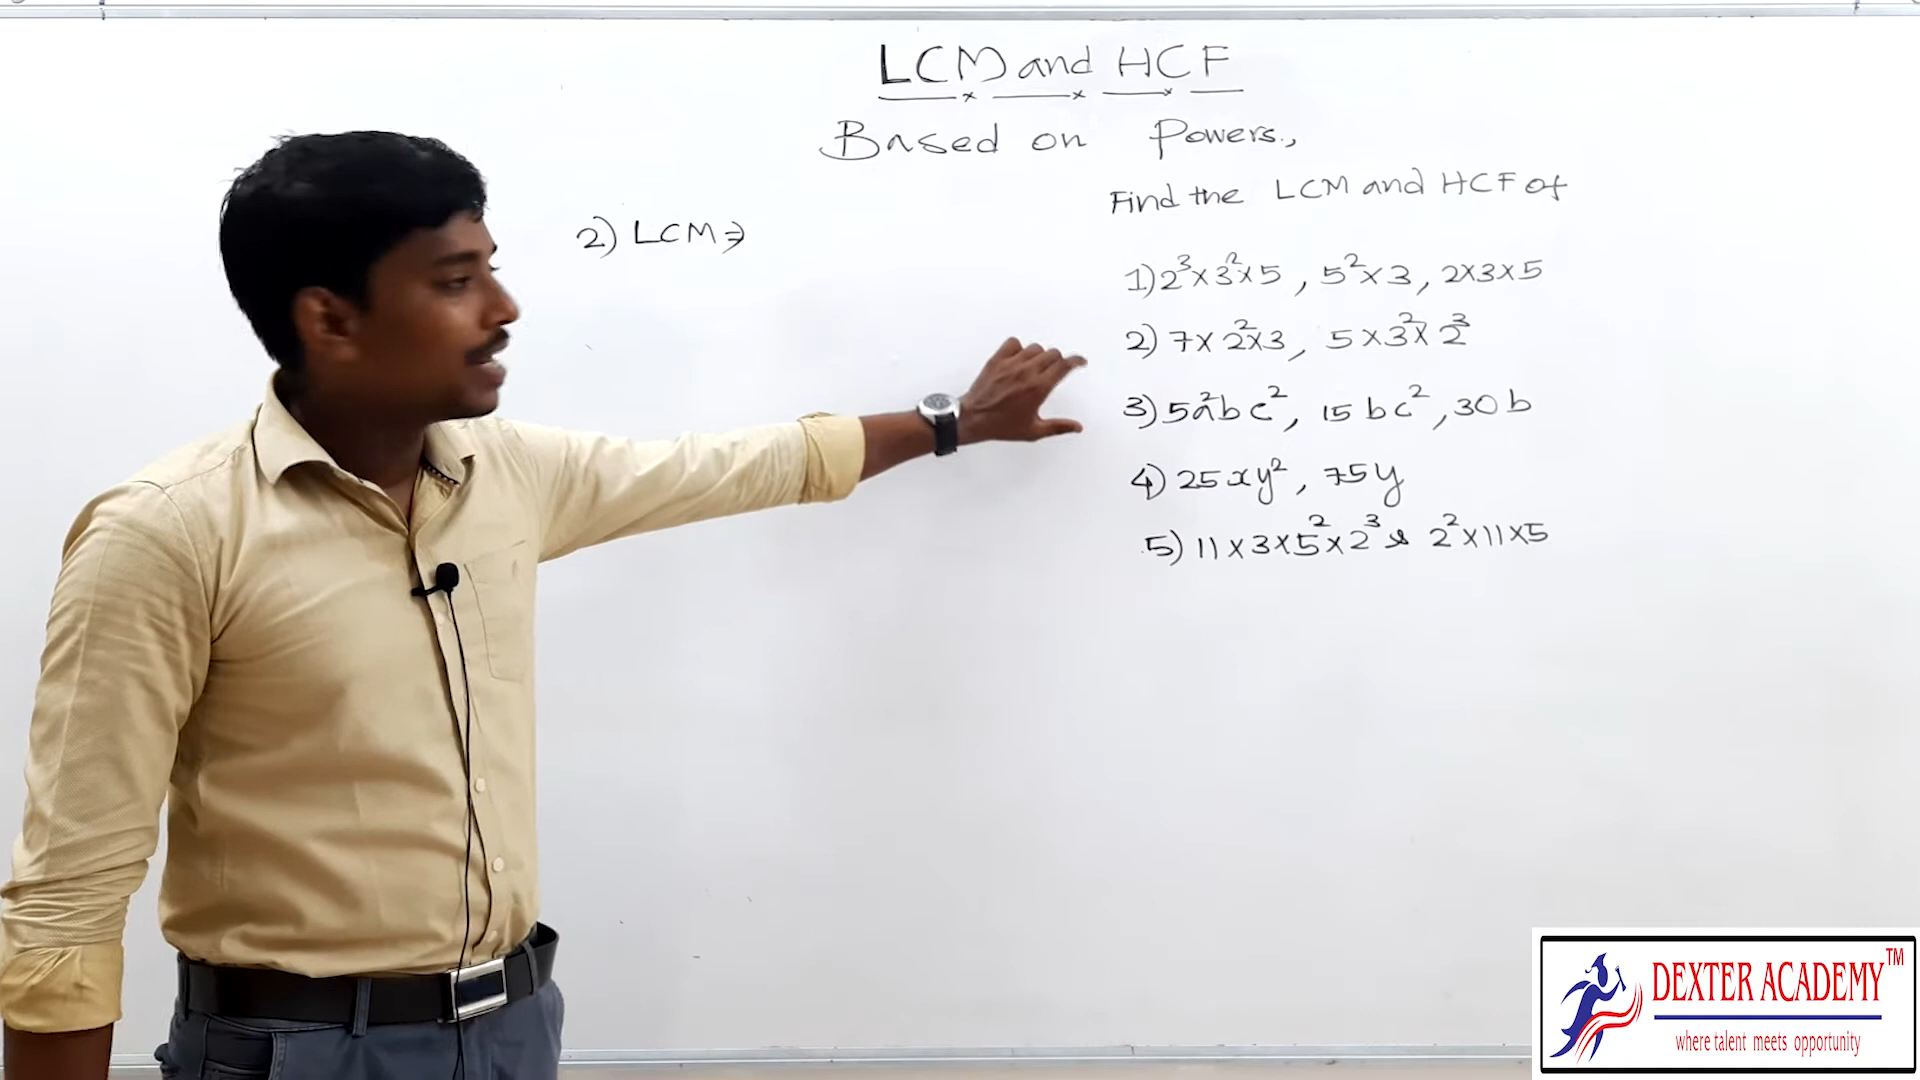 LCM and HCF
Based on Powers.,
Find the LCM and HCF of
2) LCM ⇒
1) 2³×3²×5, 5²×3, 2×3×5
2) 7×2²×3, 5×3²×2³
3) 5a²bc², 15bc², 30b
4) 25xy², 75y
5) 11×3×5²×2³ & 2²×11×5
DEXTER ACADEMY™
where talent meets opportunity